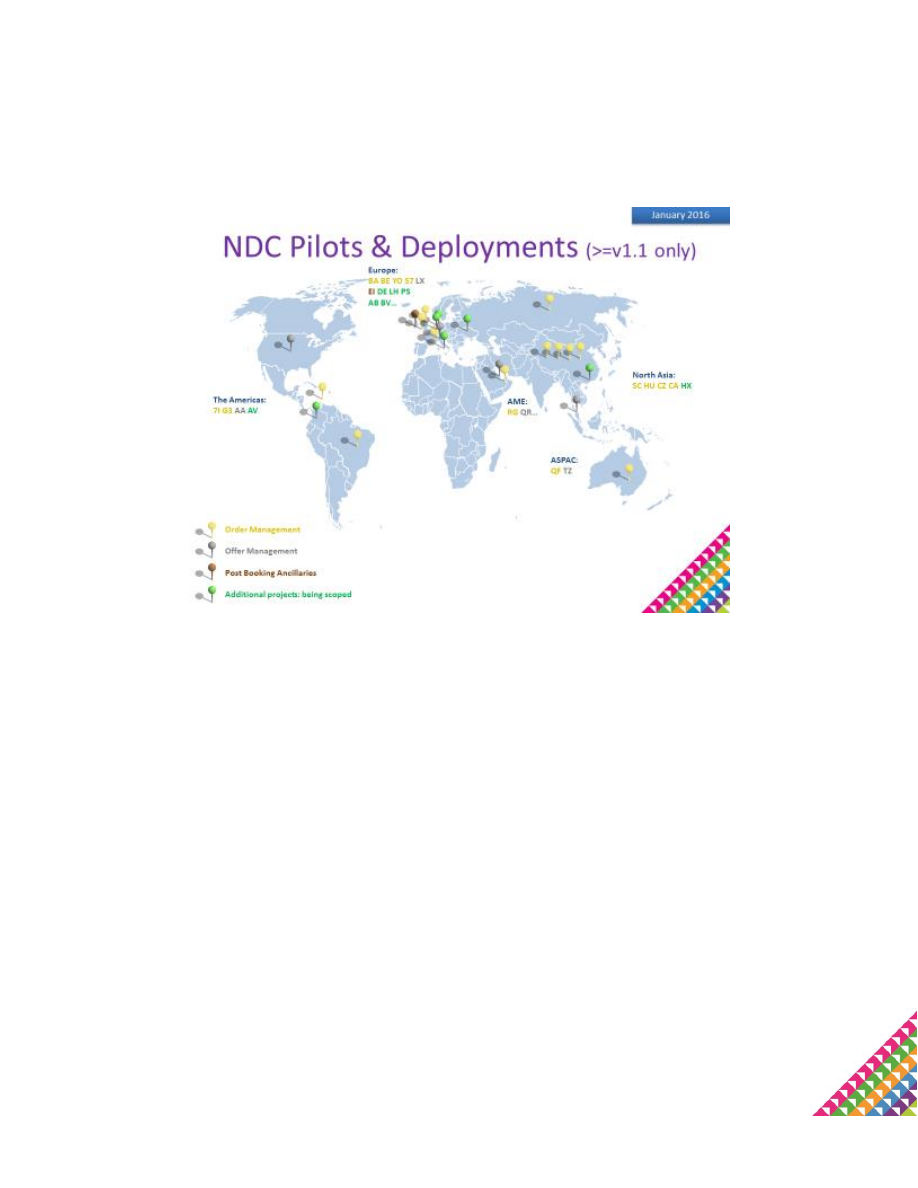 January 2016
NDC Pilots & Deployments (>=v1.1 only)
Europe:
BA BE YO S7 LX
EI DE LH PS
AB BV...
North Asia:
SC HU CZ CA HX
The Americas:
7I G3 AA AV
AME:
QR...
ASPAC:
QF TZ
Order Management
Offer Management
Post Booking Ancillaries
Additional projects: being scoped